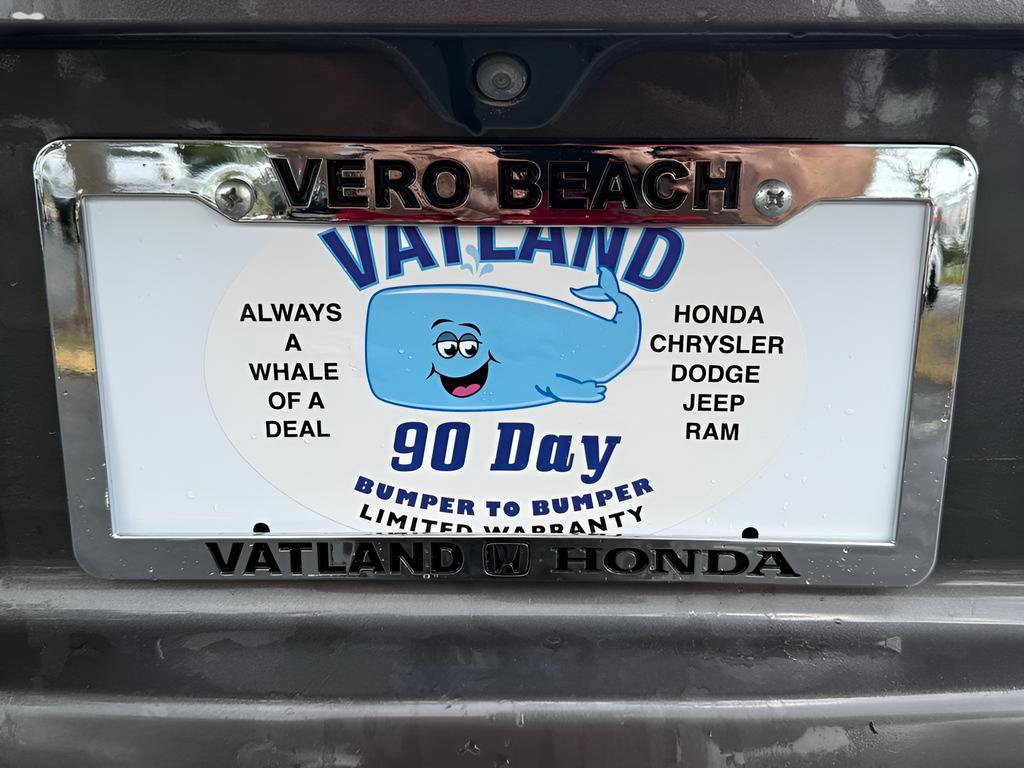 VERO BEACH
VATLAND
ALWAYS
A
WHALE
OF A
DEAL
HONDA
CHRYSLER
DODGE
JEEP
RAM
90 Day
BUMPER TO BUMPER
LIMITED WARRANTY
VATLAND HONDA